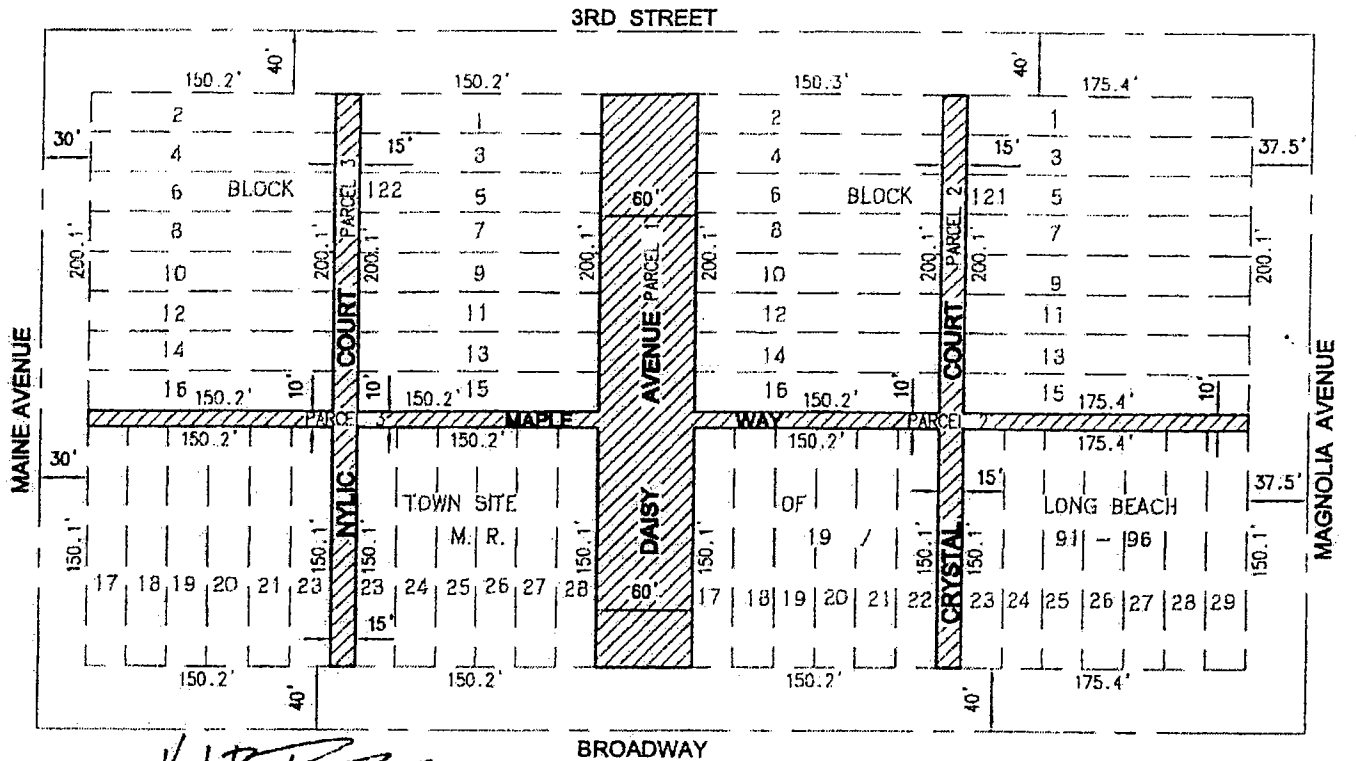 3RD STREET
40' 40'
150.2' 150.2' 150.3' 175.4'
2 1 2 1
30' 15' 15' 37.5'
4 3 4 3
6 BLOCK PARCEL 3 122 5 60' 6 BLOCK PARCEL 2 121 5
8 7 8 7
200.1' 200.1' 200.1' 200.1' PARCEL 1 200.1' 200.1' 200.1' 200.1'
10 9 10 9
12 11 12 11
14 COURT 13 AVENUE 14 COURT 13
16 150.2' 10' 10' 150.2' 15 16 150.2' 10' 15 175.4' 10'
MAINE AVENUE
MAGNOLIA AVENUE
PARCEL 3 MAPLE WAY PARCEL 2
150.2' 150.2' 150.2' 175.4'
30' 15' 37.5'
NYLIC TOWN SITE DAISY OF CRYSTAL LONG BEACH
M. R. 19 / 91 - 96
150.1' 150.1' 150.1' 150.1' 150.1' 150.1' 150.1' 150.1'
17 18 19 20 21 23 23 24 25 26 27 28 60' 17 18 19 20 21 22 23 24 25 26 27 28 29
15'
150.2' 150.2' 150.2' 175.4'
40' 40'
BROADWAY